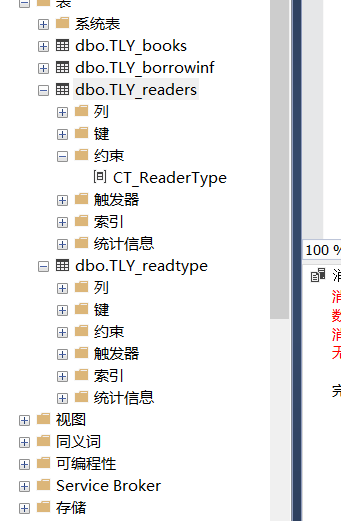 表
系统表
dbo.TLY_books
dbo.TLY_borrowinf
dbo.TLY_readers
列
键
约束
CT_ReaderType
触发器
索引
统计信息
dbo.TLY_readtype
列
键
约束
触发器
索引
统计信息
视图
同义词
可编程性
Service Broker
存储
100 %
消
消
数
消
无
完